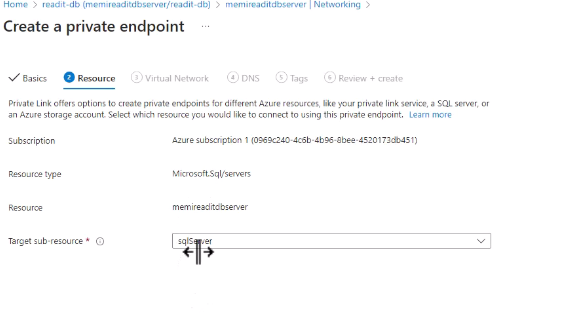 Home > readit-db (memireaditdbserver/readit-db) > memireaditdbserver | Networking >
Create a private endpoint ...
Basics 2 Resource 3 Virtual Network 4 DNS 5 Tags 6 Review + create
Private Link offers options to create private endpoints for different Azure resources, like your private link service, a SQL server, or
an Azure storage account. Select which resource you would like to connect to using this private endpoint. Learn more
Subscription Azure subscription 1 (0969c240-4c6b-4b96-8bee-4520173db451)
Resource type Microsoft.Sql/servers
Resource memireaditdbserver
Target sub-resource * sqlServer